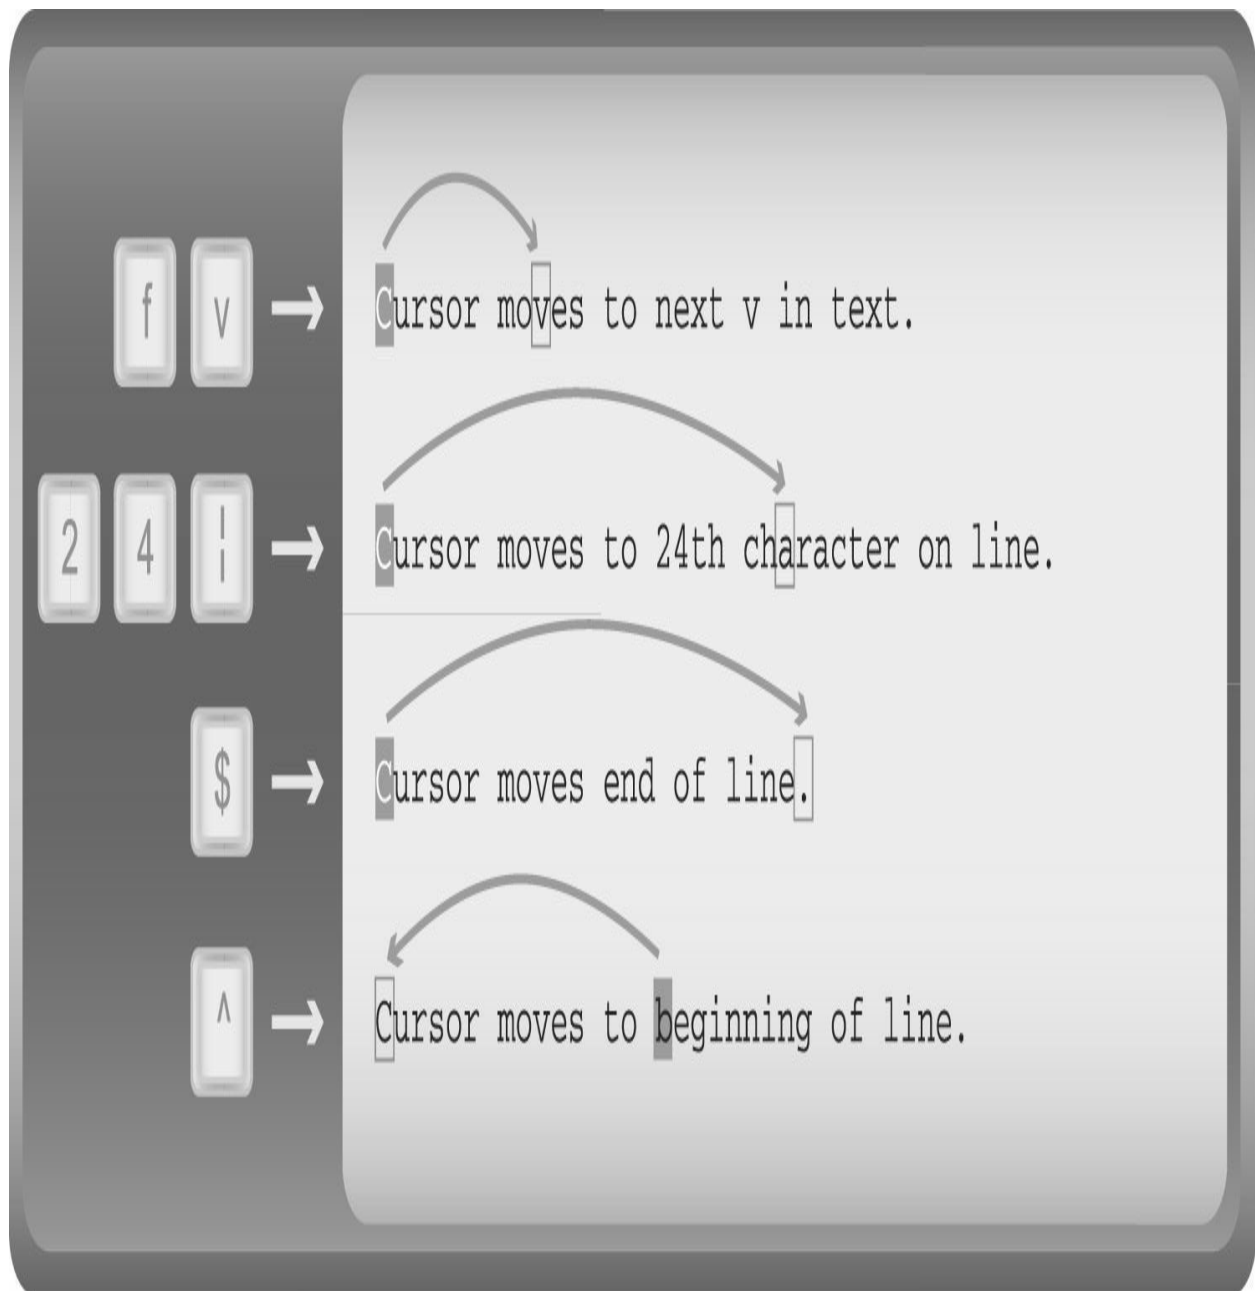 f v → Cursor moves to next v in text.
2 4 ¦ → Cursor moves to 24th character on line.
$ → Cursor moves end of line.
^ → Cursor moves to beginning of line.